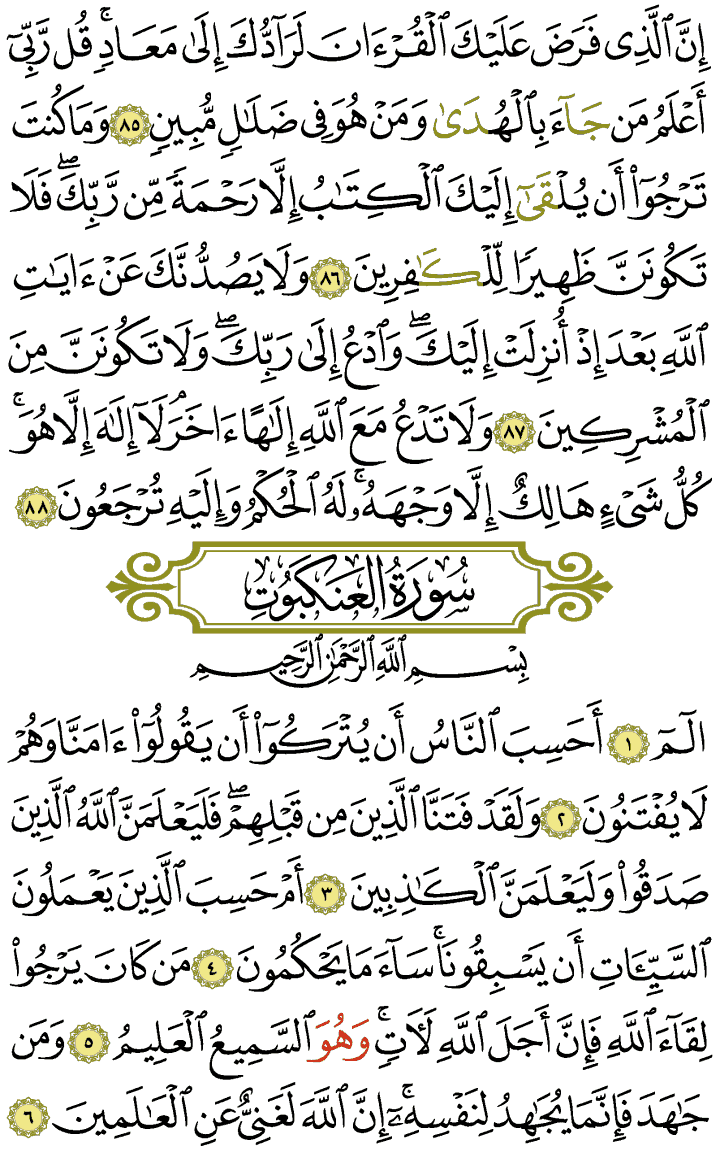 إِنَّ ٱلَّذِى فَرَضَ عَلَيْكَ ٱلْقُرْءَانَ لَرَآدُّكَ إِلَىٰ مَعَادٍۚ قُل رَّبِّىٓ
أَعْلَمُ مَن جَآءَ بِٱلْهُدَىٰ وَمَنْ هُوَ فِى ضَلَٰلٍ مُّبِينٍ ٨٥ وَمَا كُنتَ
تَرْجُوٓا۟ أَن يُلْقَىٰٓ إِلَيْكَ ٱلْكِتَٰبُ إِلَّا رَحْمَةً مِّن رَّبِّكَۖ فَلَا
تَكُونَنَّ ظَهِيرًا لِّلْكَٰفِرِينَ ٨٦ وَلَا يَصُدُّنَّكَ عَنْ ءَايَٰتِ
ٱللَّهِ بَعْدَ إِذْ أُنزِلَتْ إِلَيْكَۖ وَٱدْعُ إِلَىٰ رَبِّكَۖ وَلَا تَكُونَنَّ مِنَ
ٱلْمُشْرِكِينَ ٨٧ وَلَا تَدْعُ مَعَ ٱللَّهِ إِلَٰهًا ءَاخَرَۘ لَآ إِلَٰهَ إِلَّا هُوَۚ
كُلُّ شَىْءٍ هَالِكٌ إِلَّا وَجْهَهُۥۚ لَهُ ٱلْحُكْمُ وَإِلَيْهِ تُرْجَعُونَ ٨٨
سُورَةُ الْعَنكَبُوتِ
بِسْمِ ٱللَّهِ ٱلرَّحْمَٰنِ ٱلرَّحِيمِ
الٓمٓ ١ أَحَسِبَ ٱلنَّاسُ أَن يُتْرَكُوٓا۟ أَن يَقُولُوٓا۟ ءَامَنَّا وَهُمْ
لَا يُفْتَنُونَ ٢ وَلَقَدْ فَتَنَّا ٱلَّذِينَ مِن قَبْلِهِمْۖ فَلَيَعْلَمَنَّ ٱللَّهُ ٱلَّذِينَ
صَدَقُوا۟ وَلَيَعْلَمَنَّ ٱلْكَٰذِبِينَ ٣ أَمْ حَسِبَ ٱلَّذِينَ يَعْمَلُونَ
ٱلسَّيِّـَٔاتِ أَن يَسْبِقُونَاۚ سَآءَ مَا يَحْكُمُونَ ٤ مَن كَانَ يَرْجُوا۟
لِقَآءَ ٱللَّهِ فَإِنَّ أَجَلَ ٱللَّهِ لَـَٔاتٍۚ وَهُوَ ٱلسَّمِيعُ ٱلْعَلِيمُ ٥ وَمَن
جَٰهَدَ فَإِنَّمَا يُجَٰهِدُ لِنَفْسِهِۦٓۚ إِنَّ ٱللَّهَ لَغَنِىٌّ عَنِ ٱلْعَٰلَمِينَ ٦